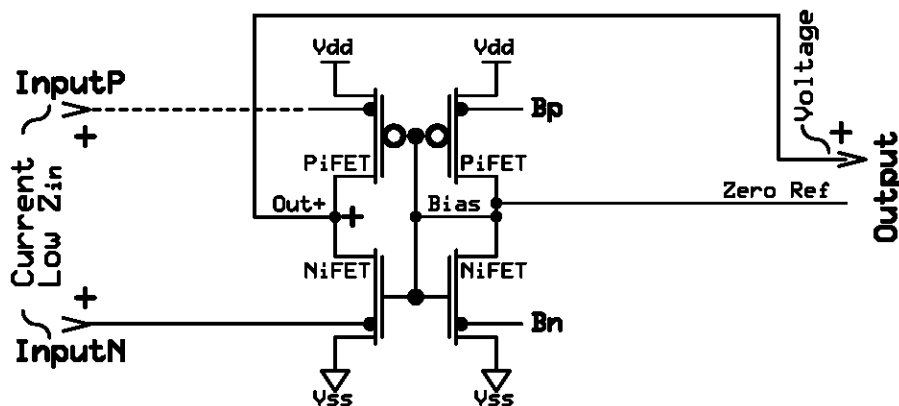 Vdd
Vdd
InputP
+
Bp
Voltage
+
PiFET
PiFET
Current
Low Zin
Out+
+
Bias
Zero Ref
Output
NiFET
NiFET
+
InputN
Bn
Vss
Vss